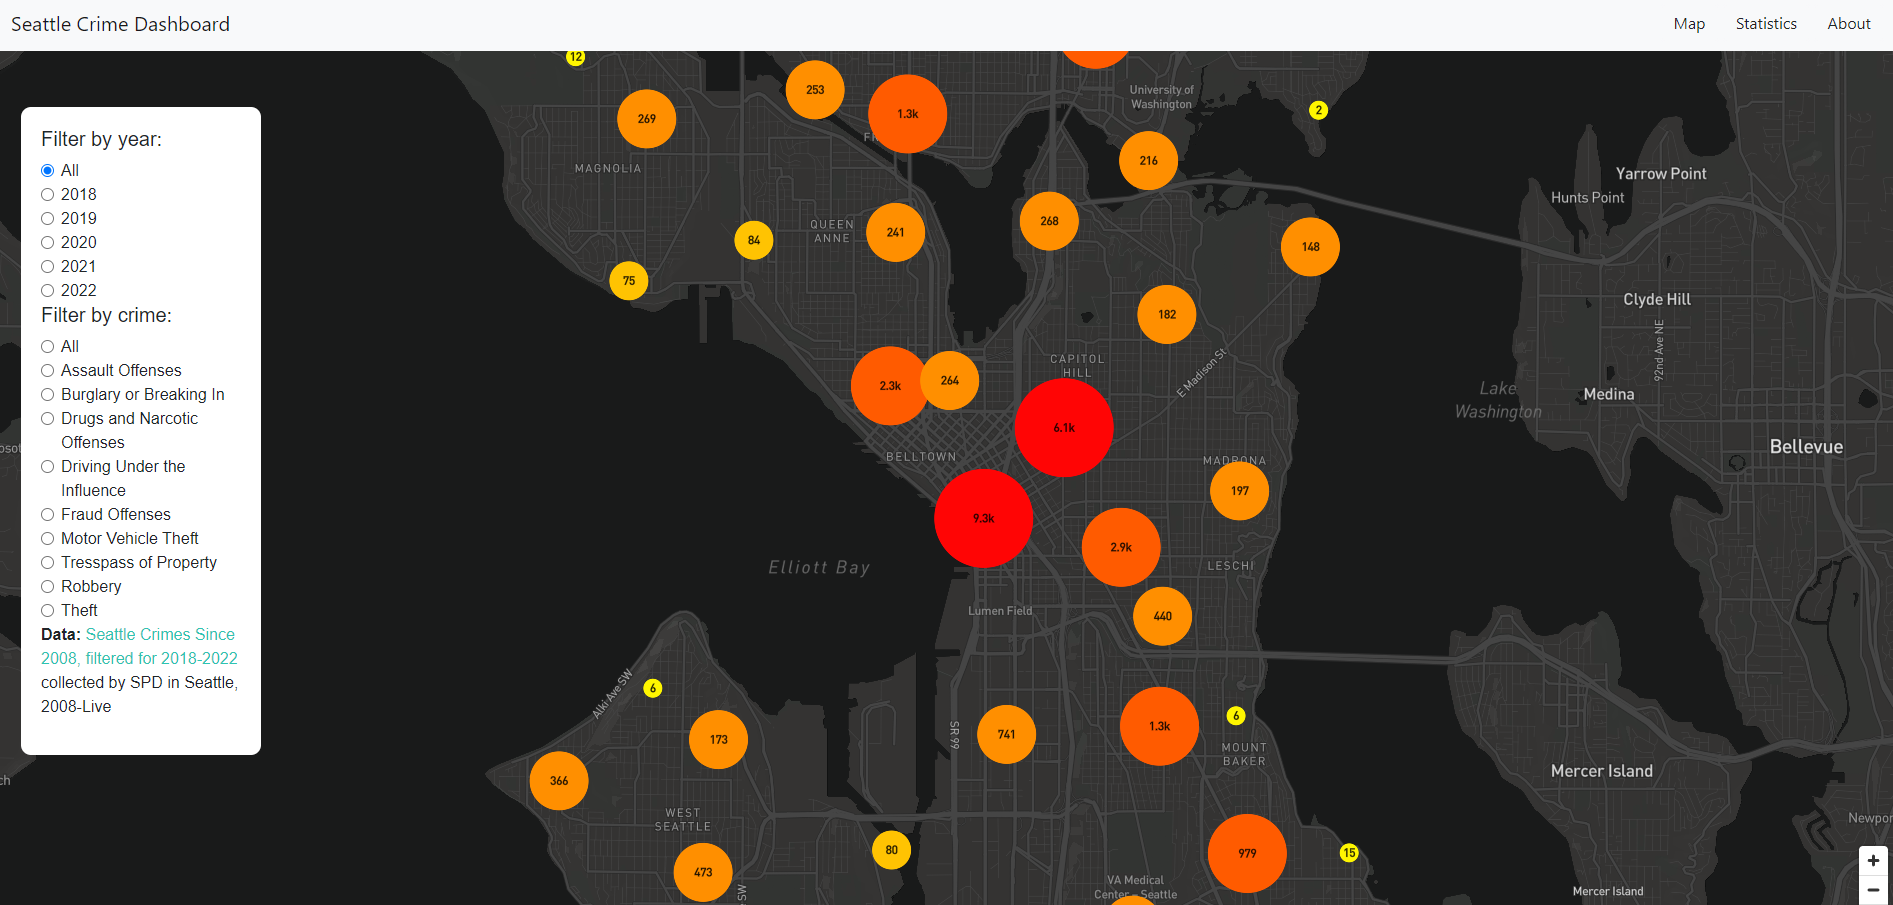 Seattle Crime Dashboard
Map
Statistics
About
Filter by year:
All
2018
2019
2020
2021
2022
Filter by crime:
All
Assault Offenses
Burglary or Breaking In
Drugs and Narcotic
Offenses
Driving Under the
Influence
Fraud Offenses
Motor Vehicle Theft
Tresspass of Property
Robbery
Theft
Data: Seattle Crimes Since
2008, filtered for 2018-2022
collected by SPD in Seattle,
2008-Live
12
253
1.3k
269
MAGNOLIA
University of
Washington
2
216
Yarrow Point
Hunts Point
QUEEN
ANNE
241
268
84
148
75
182
Clyde Hill
92nd Ave NE
CAPITOL
HILL
E Madison St
2.3k
264
Lake
Washington
Medina
6.1k
BELLTOWN
MADRONA
Bellevue
197
9.3k
2.9k
Elliott Bay
LESCHI
Lumen Field
440
Alki Ave SW
6
173
SR 99
741
1.3k
6
MOUNT
BAKER
366
Mercer Island
WEST
SEATTLE
80
979
15
473
SW
VA Medical
Center - Seattle
Mercer Island
+
−